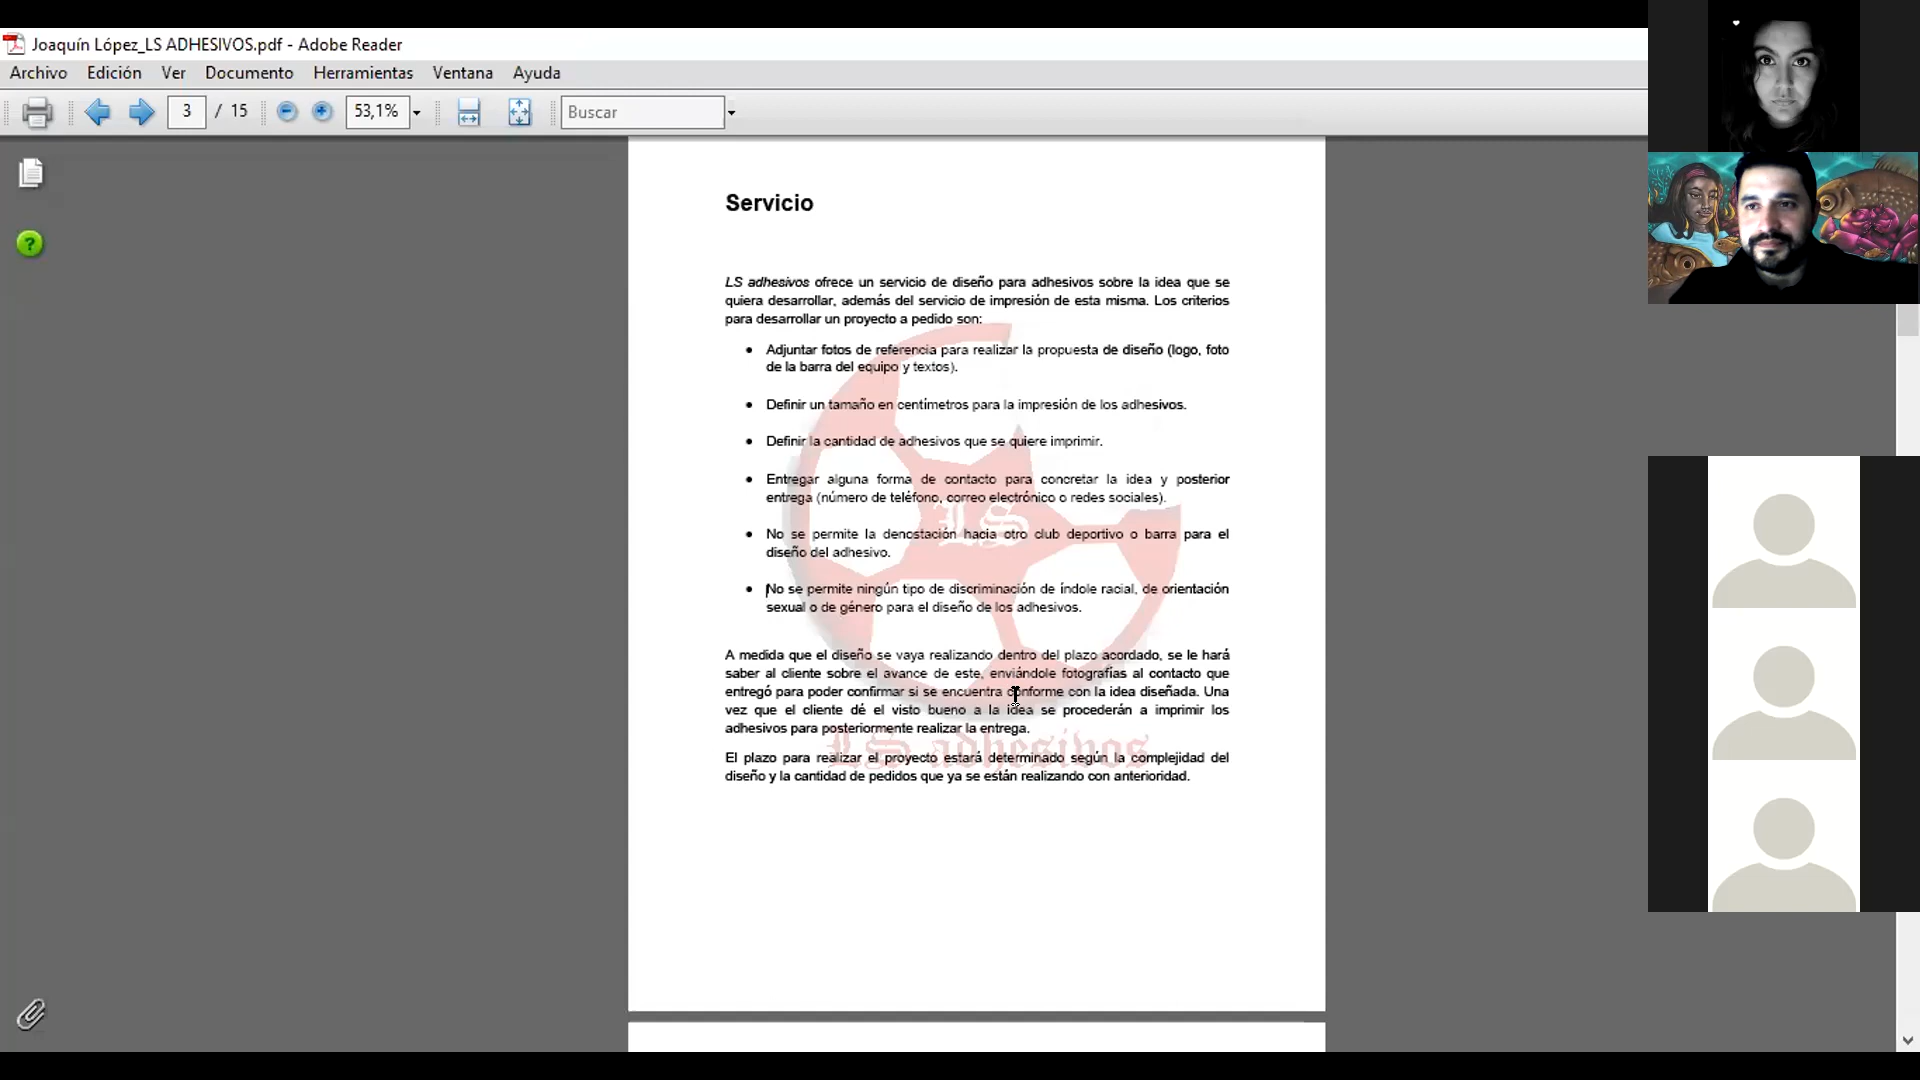 Joaquín López_LS ADHESIVOS.pdf - Adobe Reader
Archivo Edición Ver Documento Herramientas Ventana Ayuda
3 / 15 53,1% Buscar
Servicio
LS adhesivos ofrece un servicio de diseño para adhesivos sobre la idea que se
quiera desarrollar, además del servicio de impresión de esta misma. Los criterios
para desarrollar un proyecto a pedido son:
• Adjuntar fotos de referencia para realizar la propuesta de diseño (logo, foto
de la barra del equipo y textos).
• Definir un tamaño en centímetros para la impresión de los adhesivos.
• Definir la cantidad de adhesivos que se quiere imprimir.
• Entregar alguna forma de contacto para concretar la idea y posterior
entrega (número de teléfono, correo electrónico o redes sociales).
• No se permite la denostación hacia otro club deportivo o barra para el
diseño del adhesivo.
• No se permite ningún tipo de discriminación de índole racial, de orientación
sexual o de género para el diseño de los adhesivos.
A medida que el diseño se vaya realizando dentro del plazo acordado, se le hará
saber al cliente sobre el avance de este, enviándole fotografías al contacto que
entregó para poder confirmar si se encuentra conforme con la idea diseñada. Una
vez que el cliente dé el visto bueno a la idea se procederán a imprimir los
adhesivos para posteriormente realizar la entrega.
El plazo para realizar el proyecto estará determinado según la complejidad del
diseño y la cantidad de pedidos que ya se están realizando con anterioridad.
LS
LS adhesivos